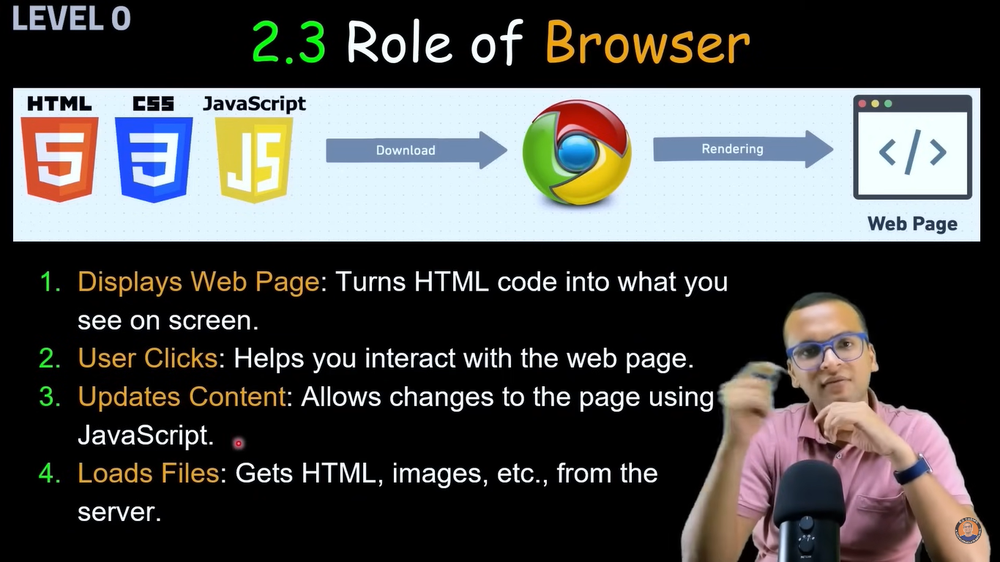 LEVEL 0
2.3 Role of Browser
HTML CSS JavaScript
Download
Rendering
Web Page
1. Displays Web Page: Turns HTML code into what you
see on screen.
2. User Clicks: Helps you interact with the web page.
3. Updates Content: Allows changes to the page using
JavaScript.
4. Loads Files: Gets HTML, images, etc., from the
server.